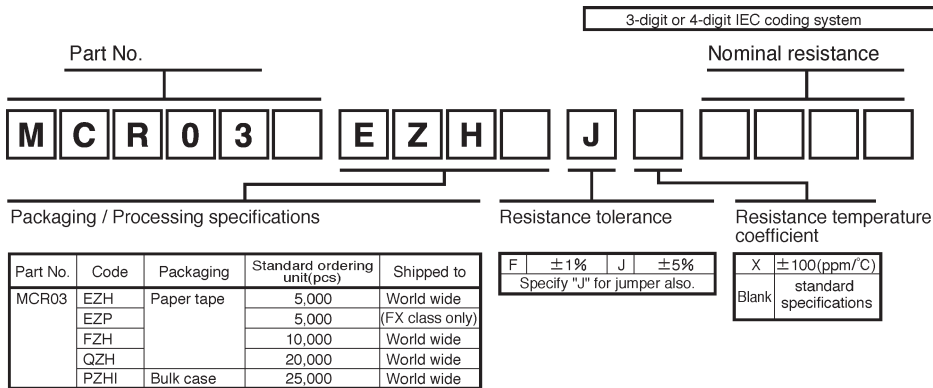 3-digit or 4-digit IEC coding system
Part No.
Nominal resistance
M C R 0 3 E Z H J
Packaging / Processing specifications
Resistance tolerance
Resistance temperature
coefficient
Part No. Code Packaging Standard ordering unit(pcs) Shipped to
MCR03 EZH Paper tape 5,000 World wide
EZP 5,000 (FX class only)
FZH 10,000 World wide
QZH 20,000 World wide
PZHI Bulk case 25,000 World wide
F ±1% J ±5%
Specify "J" for jumper also.
X ±100(ppm/°C)
Blank standard specifications